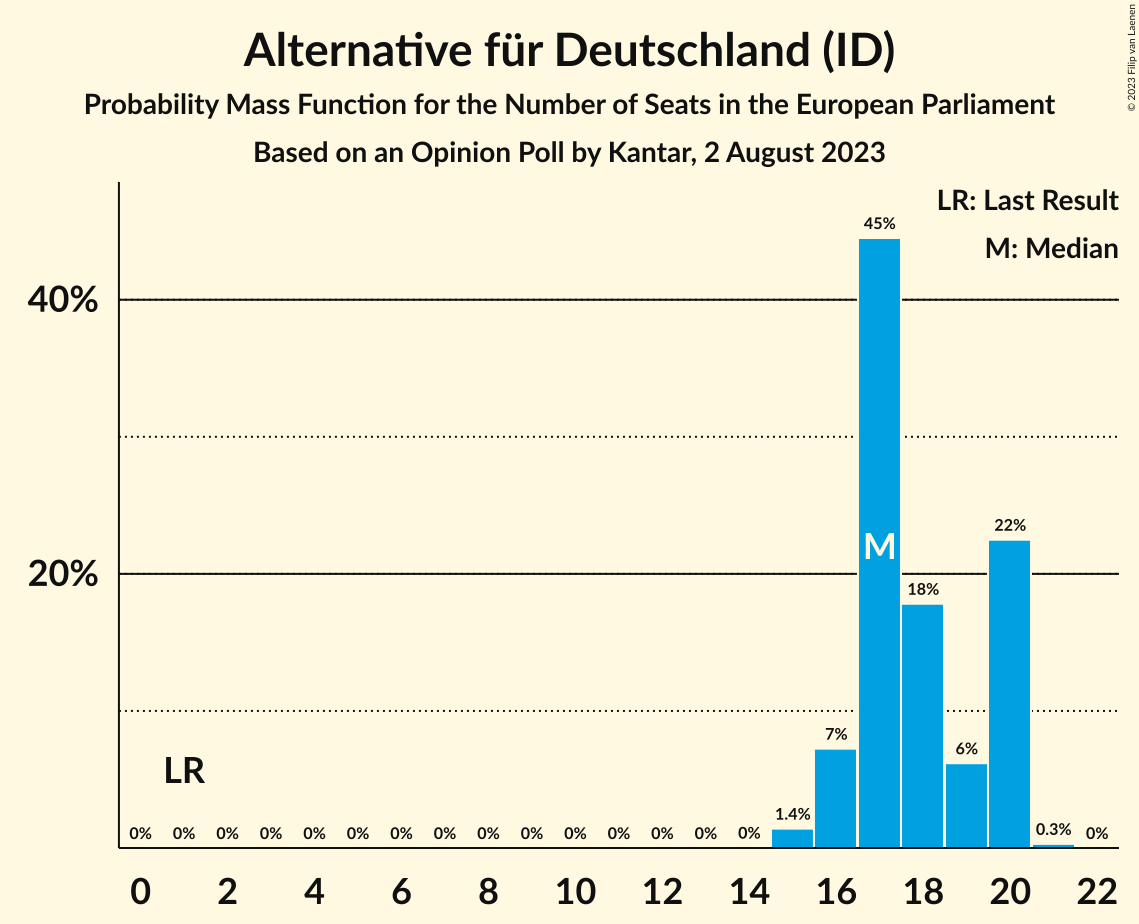 Alternative für Deutschland (ID)
Probability Mass Function for the Number of Seats in the European Parliament
Based on an Opinion Poll by Kantar, 2 August 2023
© 2023 Filip van Laenen
LR: Last Result
M: Median
45%
40%
22%
M
20%
18%
7%
6%
LR
1.4%
0% 0% 0% 0% 0% 0% 0% 0% 0% 0% 0% 0% 0% 0% 0% 0.3% 0%
0 2 4 6 8 10 12 14 16 18 20 22